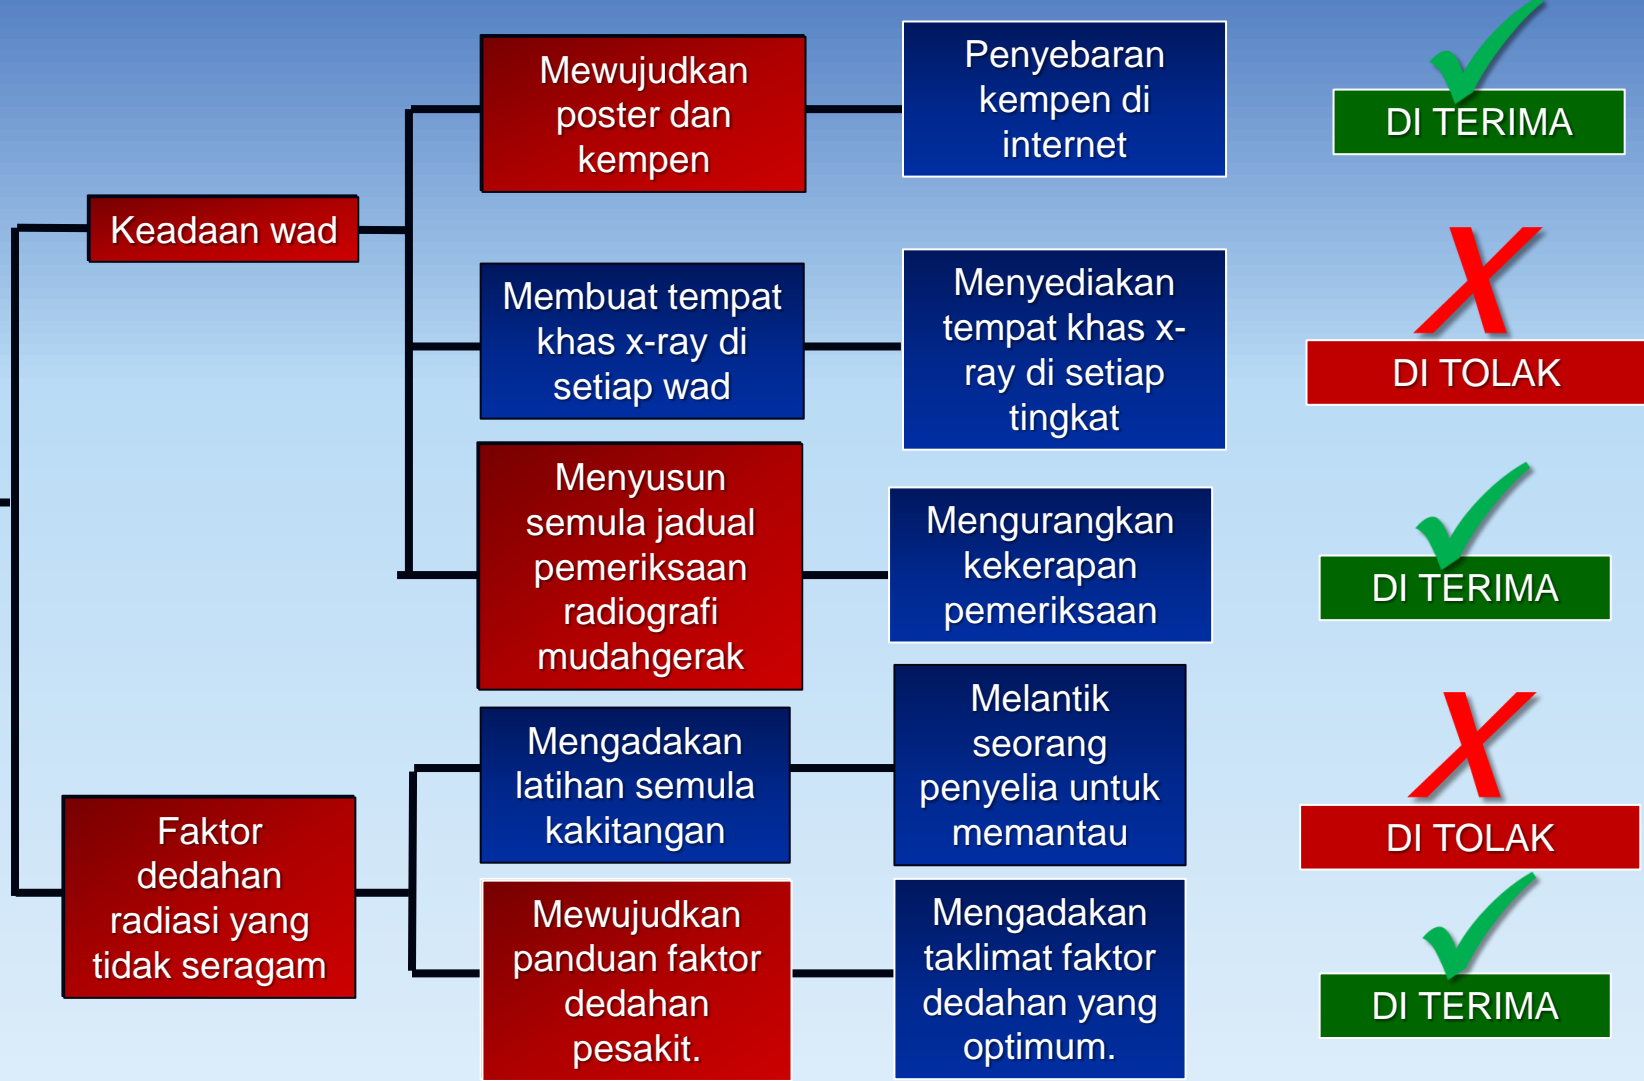 Mewujudkan
poster dan
kempen
Penyebaran
kempen di
internet
DI TERIMA
Keadaan wad
Membuat tempat
khas x-ray di
setiap wad
Menyediakan
tempat khas x-
ray di setiap
tingkat
X
DI TOLAK
Menyusun
semula jadual
pemeriksaan
radiografi
mudahgerak
Mengurangkan
kekerapan
pemeriksaan
DI TERIMA
Faktor
dedahan
radiasi yang
tidak seragam
Mengadakan
latihan semula
kakitangan
Melantik
seorang
penyelia untuk
memantau
X
DI TOLAK
Mewujudkan
panduan faktor
dedahan
pesakit.
Mengadakan
taklimat faktor
dedahan yang
optimum.
DI TERIMA